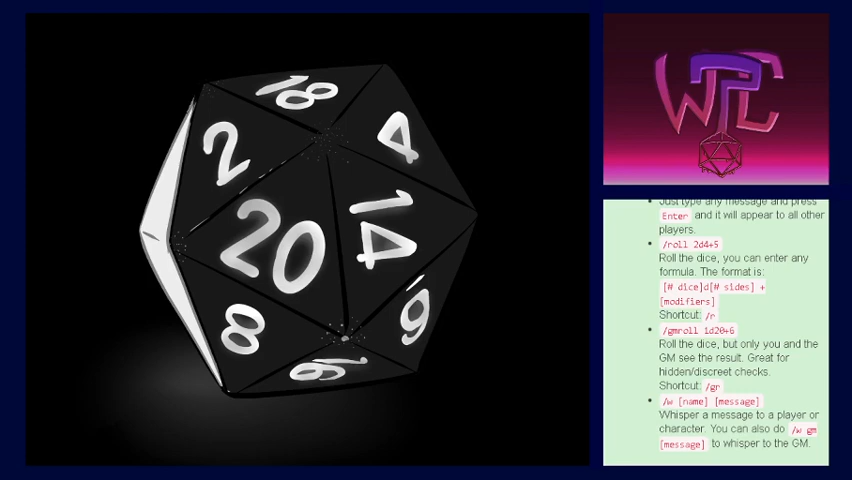 18
4
2
20
14
8
6
16
WPC
Just type any message and press
Enter and it will appear to all other
players.
/roll 2d4+5
Roll the dice, you can enter any
formula. The format is:
[# dice]d[# sides] +
[modifiers]
Shortcut: /r
/gmroll 1d20+6
Roll the dice, but only you and the
GM see the result. Great for
hidden/discreet checks.
Shortcut: /gr
/w [name] [message]
Whisper a message to a player or
character. You can also do /w gm
[message] to whisper to the GM.